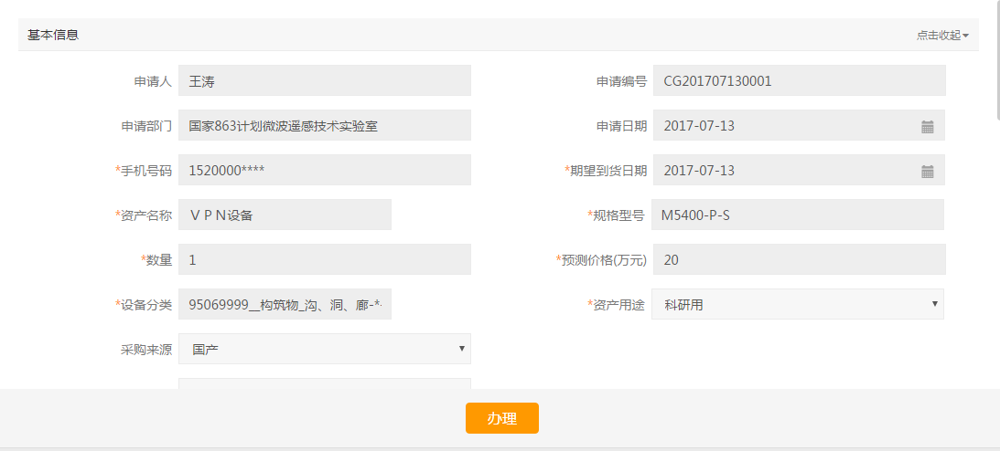 基本信息 点击收起
申请人 王涛 申请编号 CG201707130001
申请部门 国家863计划微波遥感技术实验室 申请日期 2017-07-13
*手机号码 1520000**** *期望到货日期 2017-07-13
*资产名称 ＶＰＮ设备 *规格型号 M5400-P-S
*数量 1 *预测价格(万元) 20
*设备分类 95069999__构筑物_沟、洞、廊-*- *资产用途 科研用
采购来源 国产
办理